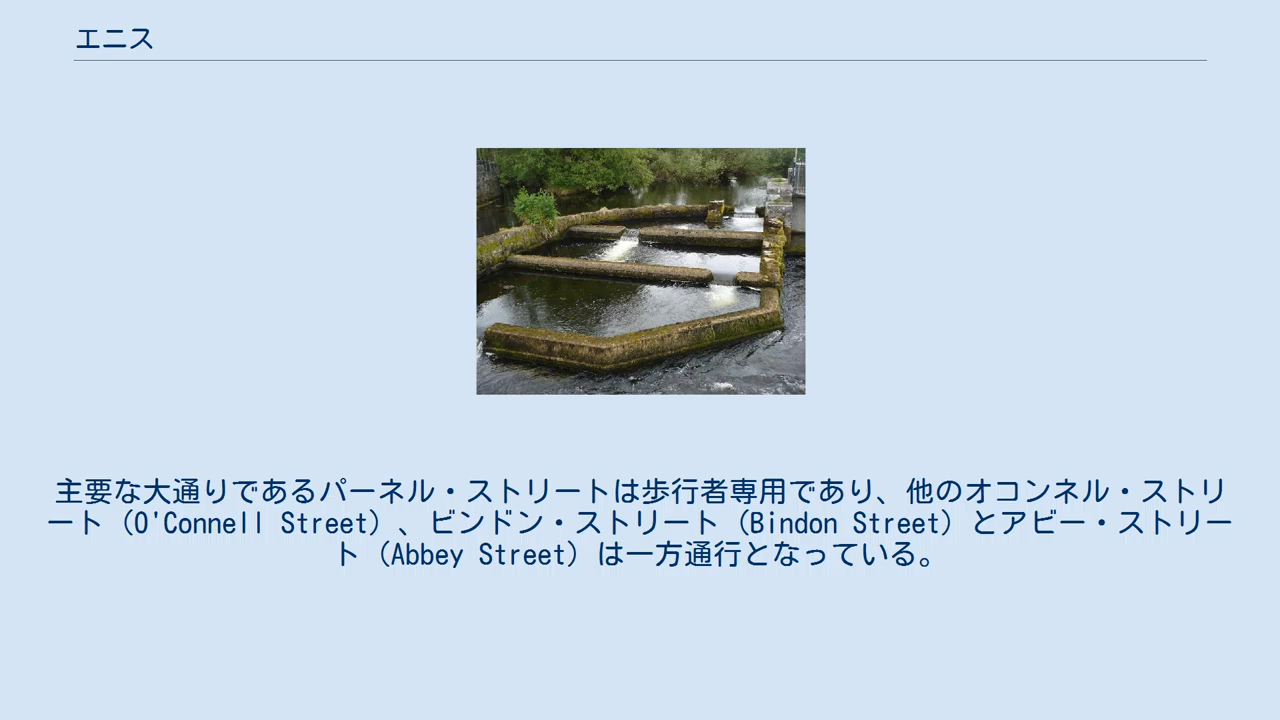 エニス
主要な大通りであるパーネル・ストリートは歩行者専用であり、他のオコンネル・ストリ
ート（O'Connell Street）、ビンドン・ストリート（Bindon Street）とアビー・ストリー
ト（Abbey Street）は一方通行となっている。